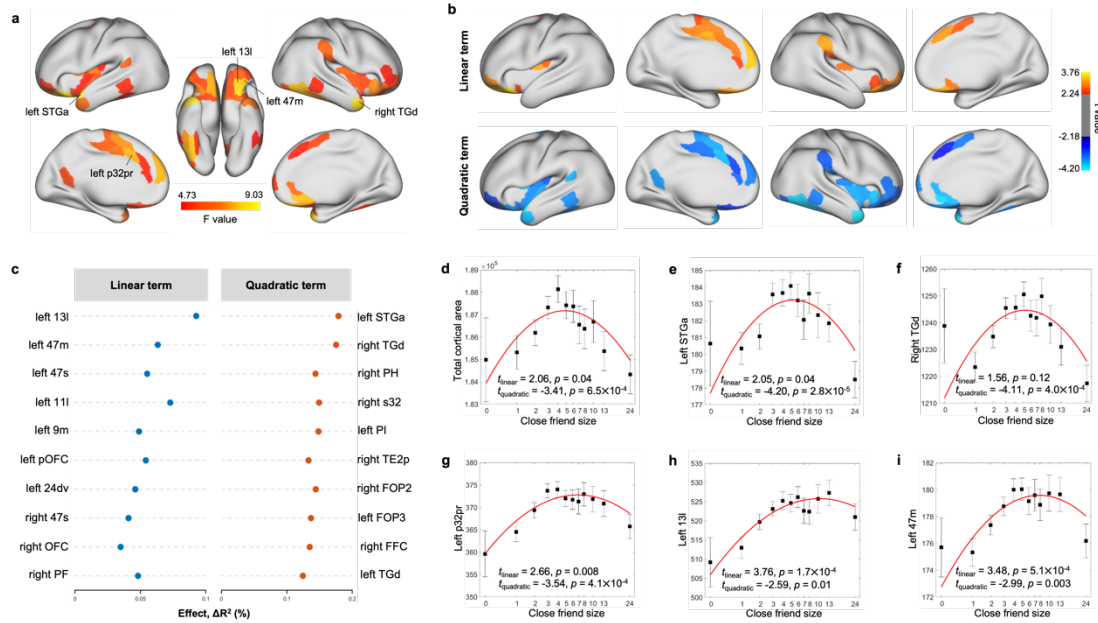 a
left 13l
left 47m
left STGa
right TGd
left p32pr
4.73 9.03
F value
b
Linear term
Quadratic term
3.76
2.24
-2.18
-4.20
c
Linear term Quadratic term
left 13l left STGa
left 47m right TGd
left 47s right PH
left 11l right s32
left 9m left PI
left pOFC right TE2p
left 24dv right FOP2
right 47s left FOP3
right OFC right FFC
right PF left TGd
0 0.05 0.1 0 0.1 0.2
Effect, ΔR² (%)
d
×10⁵
Total cortical area
1.89
1.88
1.87
1.86
1.85
1.84
1.83
t linear = 2.06, p = 0.04
t quadratic = -3.41, p = 6.5×10⁻⁴
0 1 2 3 4 5 6 7 8 10 13 24
Close friend size
e
Left STGa
185
184
183
182
181
180
179
178
177
t linear = 2.05, p = 0.04
t quadratic = -4.20, p = 2.8×10⁻⁵
0 1 2 3 4 5 6 7 8 10 13 24
Close friend size
f
Right TGd
1260
1250
1240
1230
1220
1210
t linear = 1.56, p = 0.12
t quadratic = -4.11, p = 4.0×10⁻⁴
0 1 2 3 4 5 6 7 8 10 13 24
Close friend size
g
Left p32pr
380
370
360
350
t linear = 2.66, p = 0.008
t quadratic = -3.54, p = 4.1×10⁻⁴
0 1 2 3 4 5 6 7 8 10 13 24
Close friend size
h
Left 13l
535
530
525
520
515
510
505
500
t linear = 3.76, p = 1.7×10⁻⁴
t quadratic = -2.59, p = 0.01
0 1 2 3 4 5 6 7 8 10 13 24
Close friend size
i
Left 47m
182
180
178
176
174
172
t linear = 3.48, p = 5.1×10⁻⁴
t quadratic = -2.99, p = 0.003
0 1 2 3 4 5 6 7 8 10 13 24
Close friend size